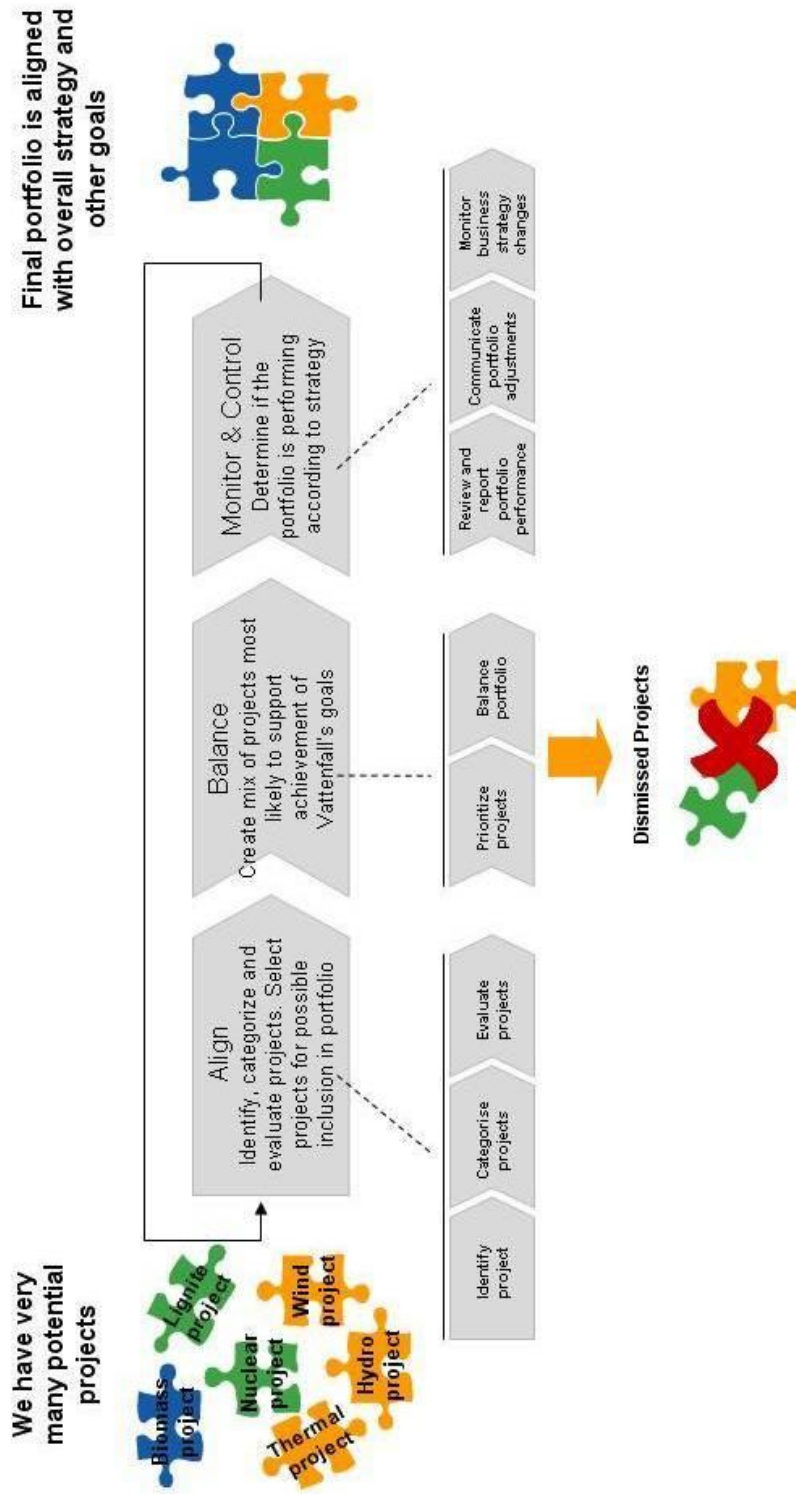 We have very
many potential
projects
Biomass
project
Lignite
project
Nuclear
project
Wind
project
Thermal
project
Hydro
project
Align
Identify, categorize and
evaluate projects. Select
projects for possible
inclusion in portfolio
Balance
Create mix of projects most
likely to support
achievement of
Vattenfall's goals
Monitor & Control
Determine if the
portfolio is performing
according to strategy
Final portfolio is aligned
with overall strategy and
other goals
Identify
project
Categorise
projects
Evaluate
projects
Prioritize
projects
Balance
portfolio
Review and
report
portfolio
performance
Communicate
portfolio
adjustments
Monitor
business
strategy
changes
Dismissed Projects